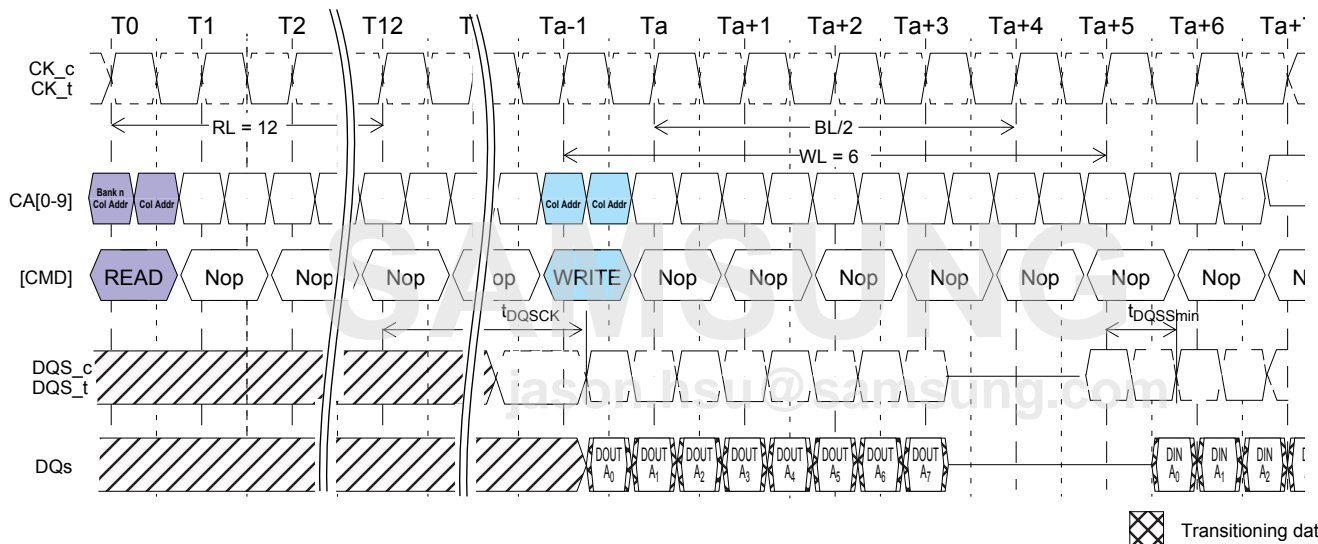 T0 T1 T2 T12 T Ta-1 Ta Ta+1 Ta+2 Ta+3 Ta+4 Ta+5 Ta+6 Ta+
CK_c
CK_t
RL = 12
BL/2
WL = 6
CA[0-9]
Bank n
Col Addr
Col Addr
Col Addr
Col Addr
[CMD]
READ Nop Nop Nop op WRITE Nop Nop Nop Nop Nop Nop Nop N
tDQSCK
tDQSSmin
DQS_c
DQS_t
DQs
DOUT A0 DOUT A1 DOUT A2 DOUT A3 DOUT A4 DOUT A5 DOUT A6 DOUT A7 DIN A0 DIN A1 DIN A2
SAMSUNG
jason.hsu@samsung.com
Transitioning dat